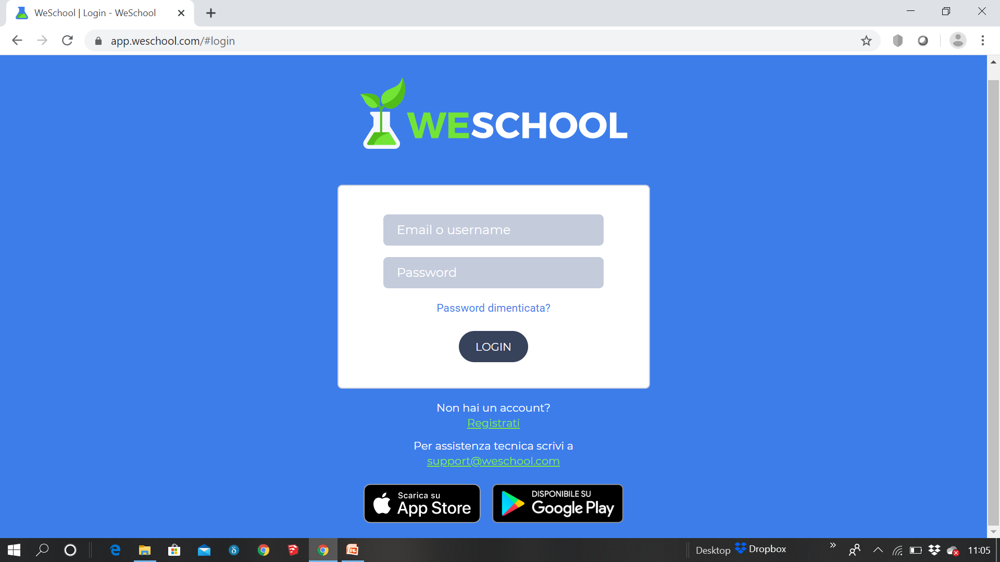 WeSchool | Login - WeSchool
app.weschool.com/#login
WESCHOOL
Email o username
Password
Password dimenticata?
LOGIN
Non hai un account?
Registrati
Per assistenza tecnica scrivi a
support@weschool.com
Scarica su
App Store
DISPONIBILE SU
Google Play
Desktop
Dropbox
11:05